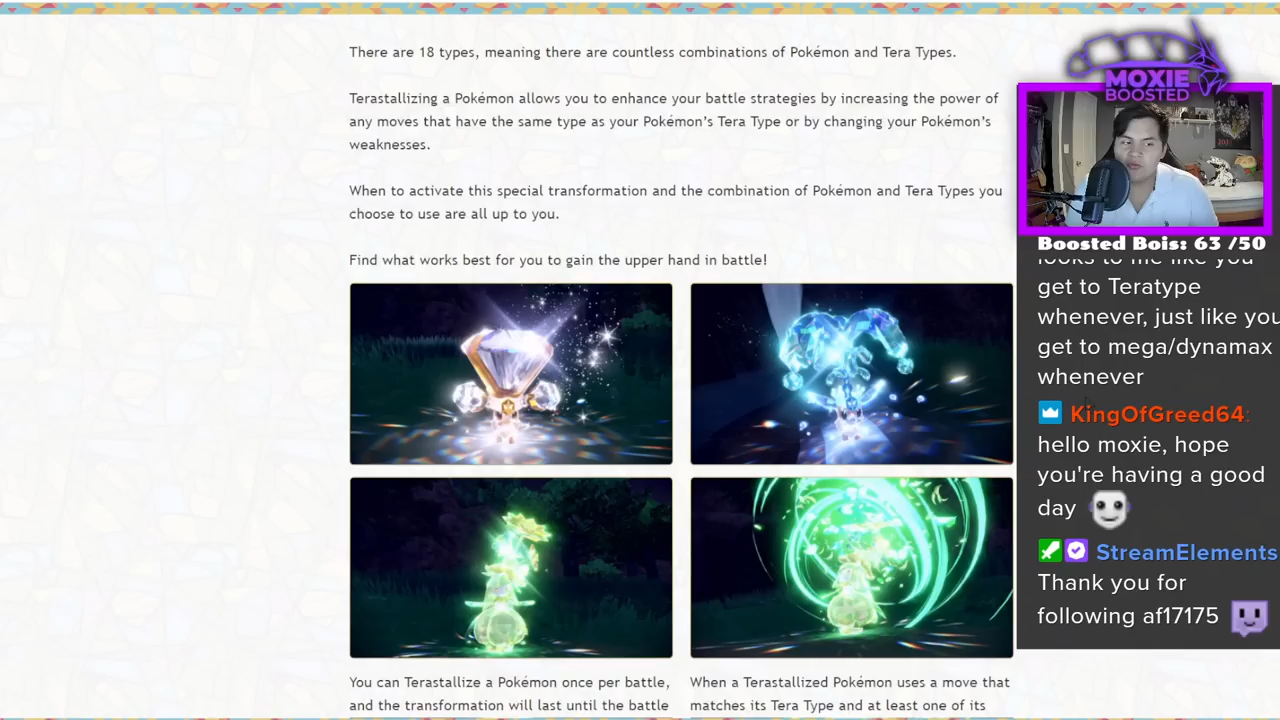 There are 18 types, meaning there are countless combinations of Pokémon and Tera Types.
Terastallizing a Pokémon allows you to enhance your battle strategies by increasing the power of
any moves that have the same type as your Pokémon's Tera Type or by changing your Pokémon's
weaknesses.
When to activate this special transformation and the combination of Pokémon and Tera Types you
choose to use are all up to you.
Find what works best for you to gain the upper hand in battle!
You can Terastallize a Pokémon once per battle,
and the transformation will last until the battle
When a Terastallized Pokémon uses a move that
matches its Tera Type and at least one of its
MOXIE
BOOSTED
Boosted Bois: 63 /50
looks to me like you
get to Teratype
whenever, just like you
get to mega/dynamax
whenever
KingOfGreed64:
hello moxie, hope
you're having a good
day
StreamElements
Thank you for
following af17175